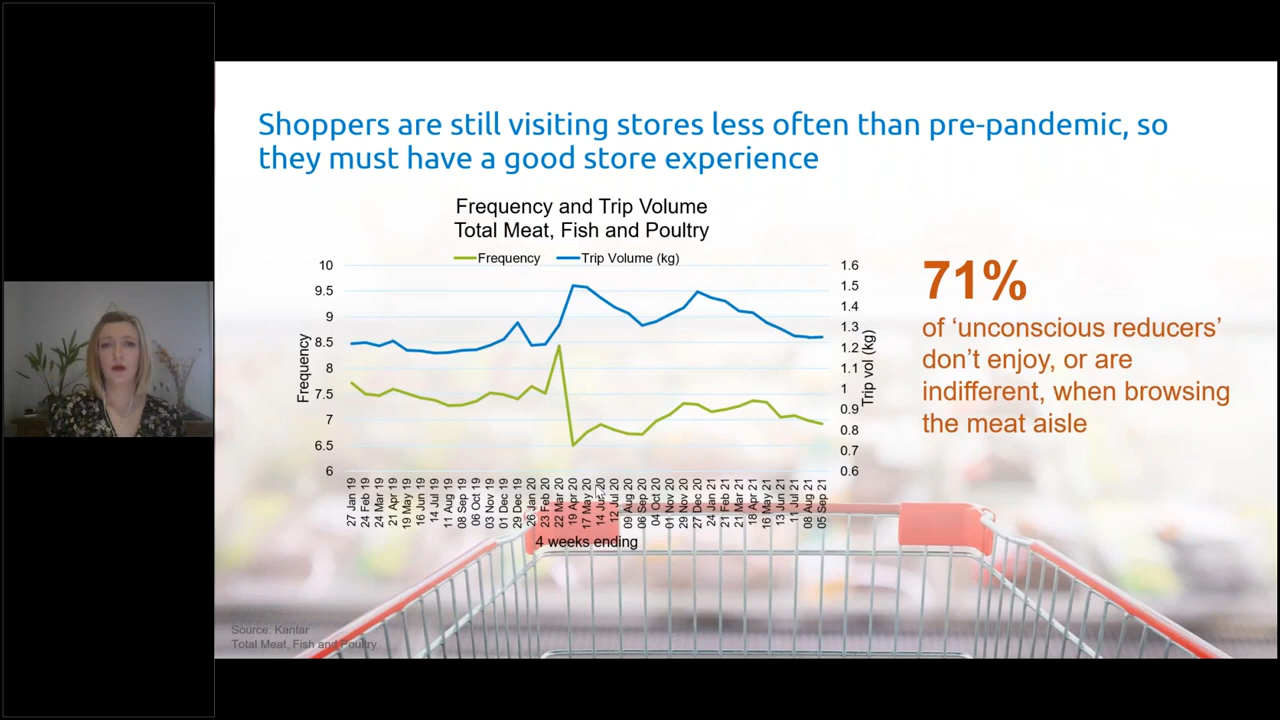 Shoppers are still visiting stores less often than pre-pandemic, so
they must have a good store experience
Frequency and Trip Volume
Total Meat, Fish and Poultry
Frequency
Trip Volume (kg)
10
9.5
9
8.5
8
7.5
7
6.5
6
Frequency
1.6
1.5
1.4
1.3
1.2
1.1
1
0.9
0.8
0.7
0.6
Trip vol (kg)
27 Jan 19
24 Feb 19
24 Mar 19
21 Apr 19
19 May 19
16 Jun 19
14 Jul 19
11 Aug 19
08 Sep 19
06 Oct 19
03 Nov 19
01 Dec 19
29 Dec 19
26 Jan 20
23 Feb 20
22 Mar 20
19 Apr 20
17 May 20
14 Jun 20
12 Jul 20
09 Aug 20
06 Sep 20
04 Oct 20
01 Nov 20
29 Nov 20
27 Dec 20
24 Jan 21
21 Feb 21
21 Mar 21
18 Apr 21
16 May 21
13 Jun 21
11 Jul 21
08 Aug 21
05 Sep 21
4 weeks ending
71%
of ‘unconscious reducers’
don’t enjoy, or are
indifferent, when browsing
the meat aisle
Source: Kantar
Total Meat, Fish and Poultry